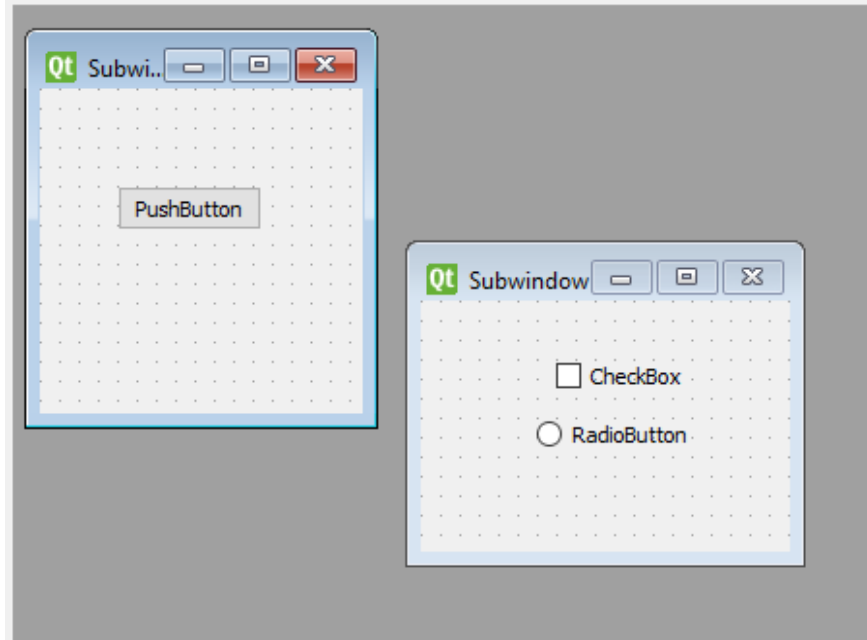 Qt Subwi..
PushButton
Qt Subwindow
CheckBox
RadioButton